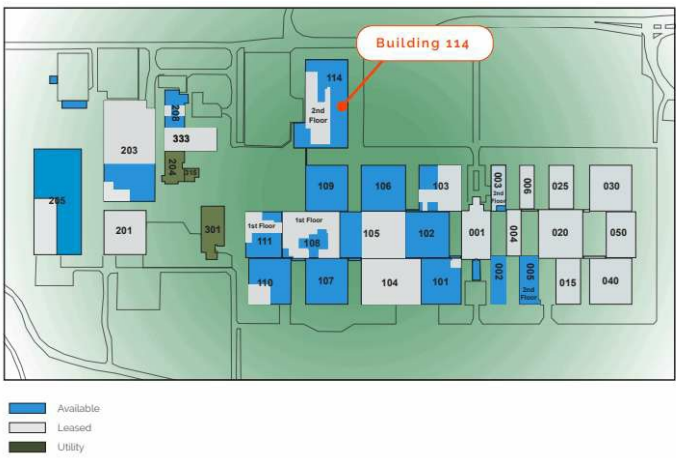 Building 114
114
2nd
Floor
208
333
203
204
315
205
201
301
109
106
103
003
2nd
Floor
006
025
030
1st Floor
111
1st Floor
108
105
102
001
004
020
050
110
107
104
101
002
005
2nd
Floor
015
040
Available
Leased
Utility